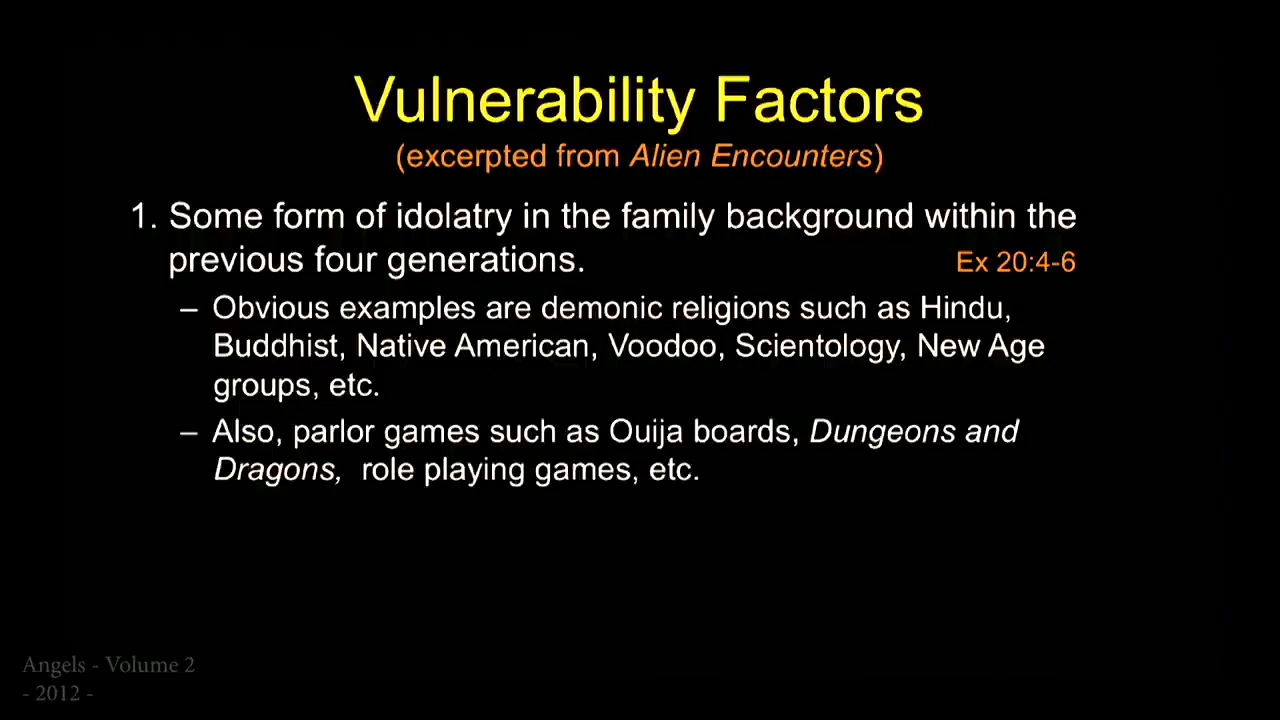 Vulnerability Factors
(excerpted from Alien Encounters)
1. Some form of idolatry in the family background within the
previous four generations. Ex 20:4-6
– Obvious examples are demonic religions such as Hindu,
Buddhist, Native American, Voodoo, Scientology, New Age
groups, etc.
– Also, parlor games such as Ouija boards, Dungeons and
Dragons, role playing games, etc.
Angels - Volume 2
- 2012 -